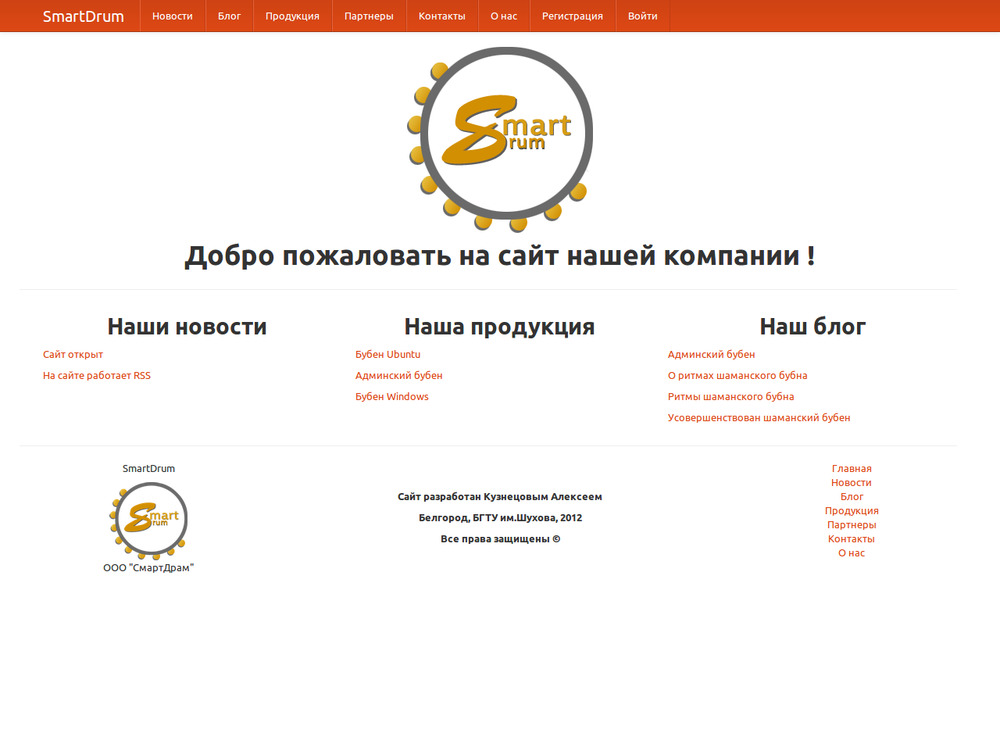 SmartDrum Новости Блог Продукция Партнеры Контакты О нас Регистрация Войти
Smart
rum
Добро пожаловать на сайт нашей компании !
Наши новости
Сайт открыт
На сайте работает RSS
Наша продукция
Бубен Ubuntu
Админский бубен
Бубен Windows
Наш блог
Админский бубен
О ритмах шаманского бубна
Ритмы шаманского бубна
Усовершенствован шаманский бубен
SmartDrum
Smart
rum
ООО "СмартДрам"
Сайт разработан Кузнецовым Алексеем
Белгород, БГТУ им.Шухова, 2012
Все права защищены ©
Главная
Новости
Блог
Продукция
Партнеры
Контакты
О нас